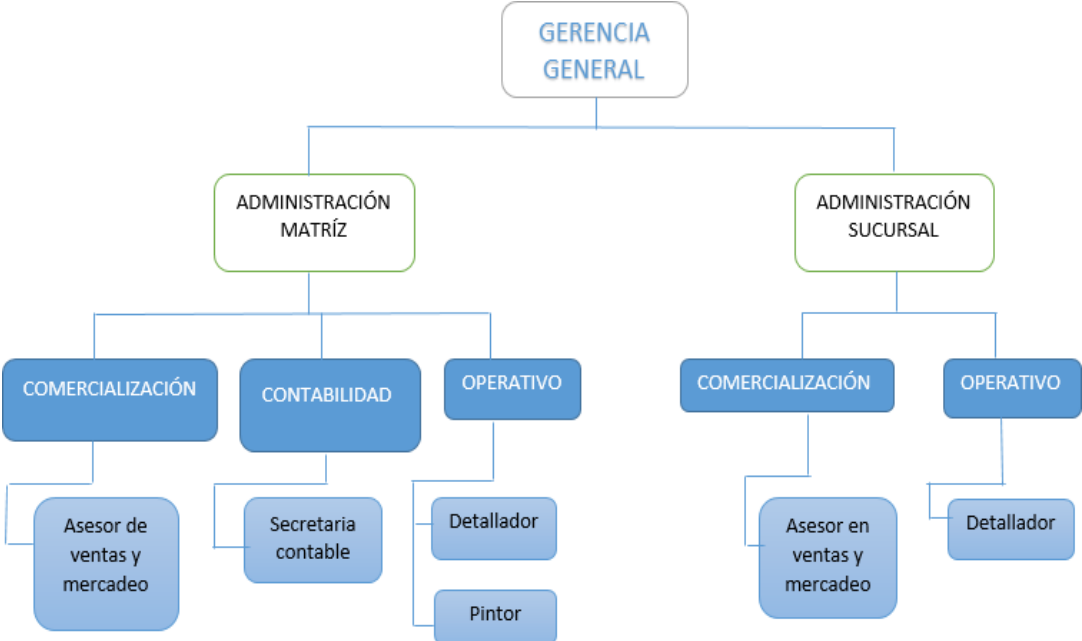 GERENCIA
GENERAL
ADMINISTRACIÓN
MATRÍZ
ADMINISTRACIÓN
SUCURSAL
COMERCIALIZACIÓN
CONTABILIDAD
OPERATIVO
COMERCIALIZACIÓN
OPERATIVO
Asesor de
ventas y
mercadeo
Secretaria
contable
Detallador
Pintor
Asesor en
ventas y
mercadeo
Detallador